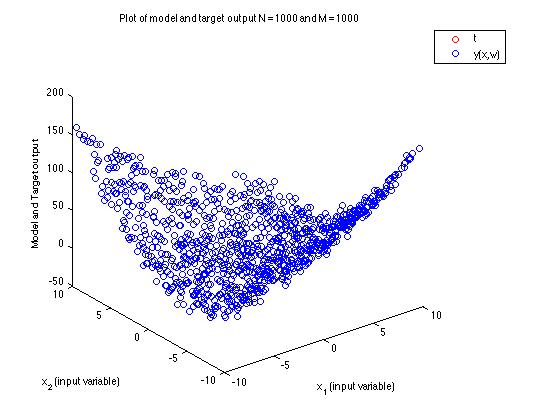 Plot of model and target output N = 1000 and M = 1000
t
y(x,w)
200
150
100
50
0
-50
Model and Target output
10
5
0
-5
-10
x2 (input variable)
-10
-5
0
5
10
x1 (input variable)